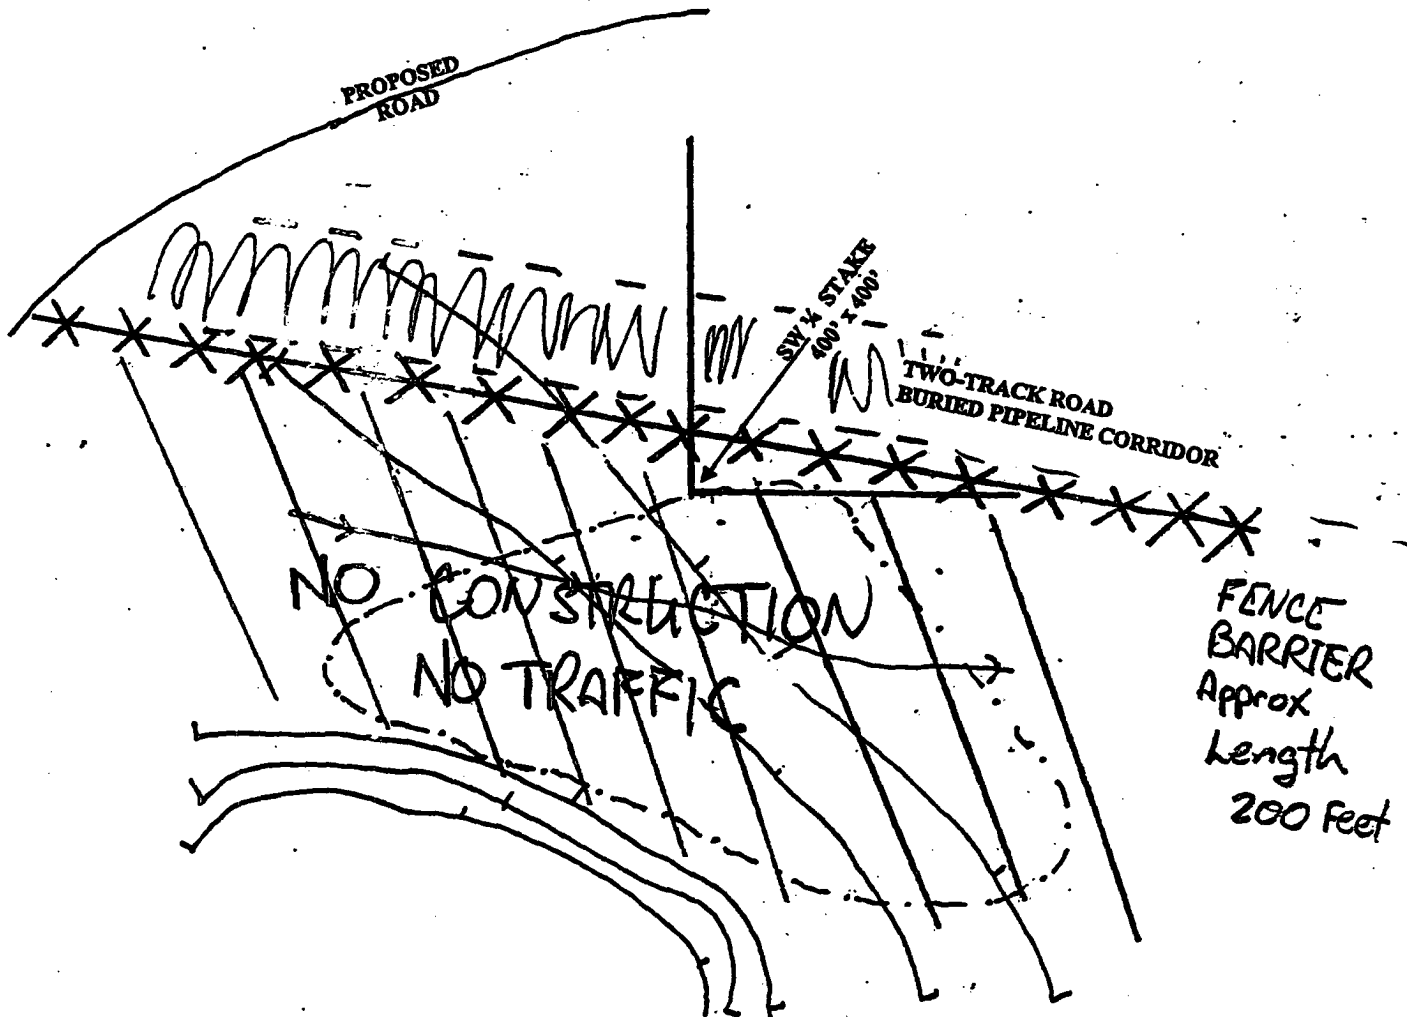 PROPOSED
ROAD
SW ¼ STAKE
400' x 400'
TWO-TRACK ROAD
BURIED PIPELINE CORRIDOR
NO CONSTRUCTION
NO TRAFFIC
FENCE
BARRIER
Approx
Length
200 Feet